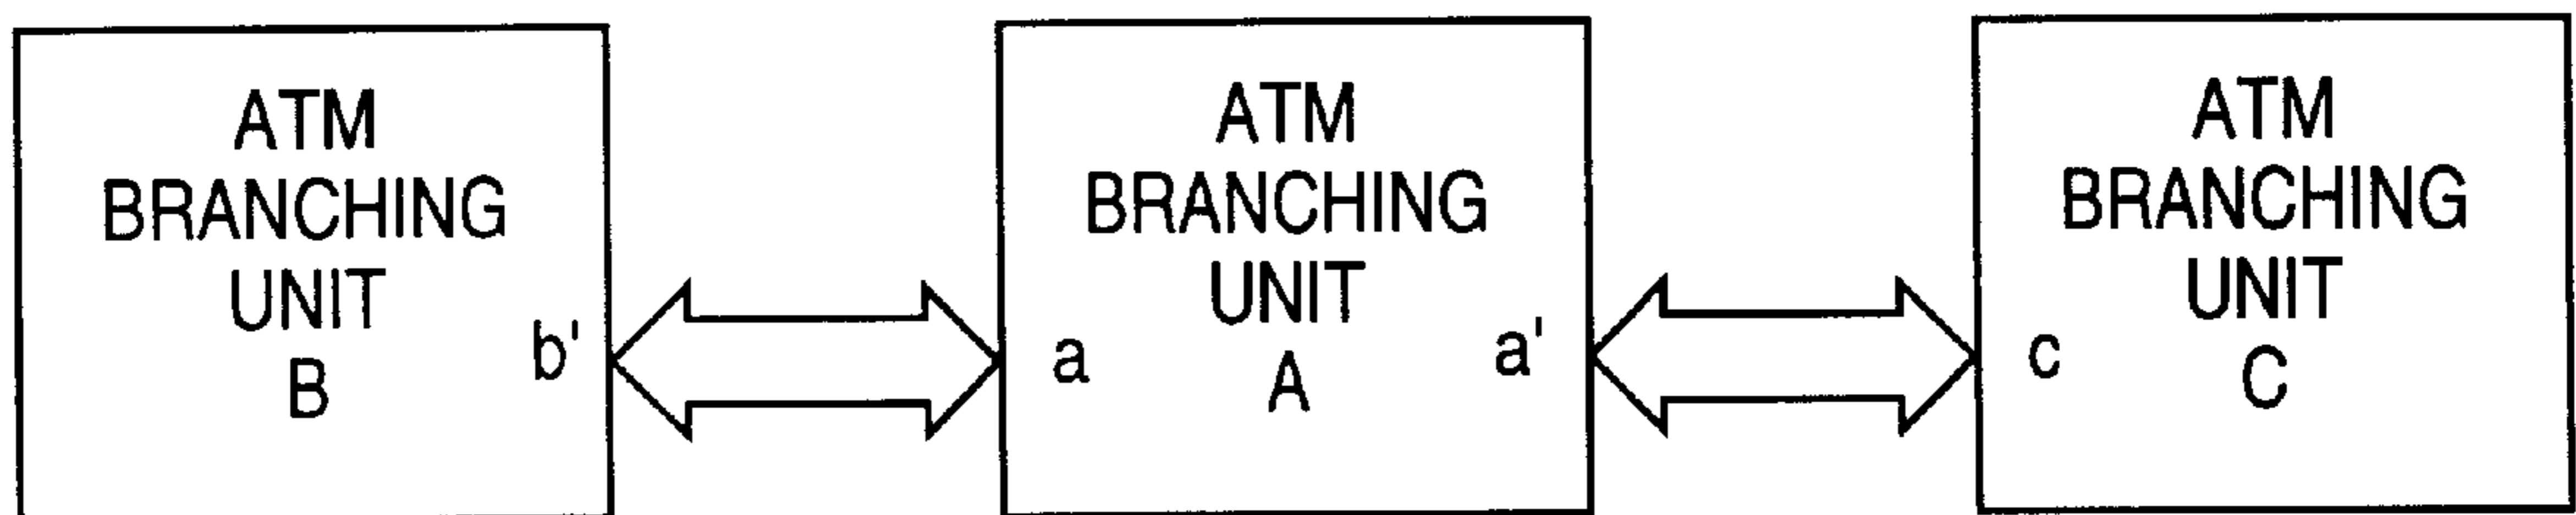 ATM
BRANCHING
UNIT
B
b'
ATM
BRANCHING
UNIT
A
a
a'
ATM
BRANCHING
UNIT
C
c